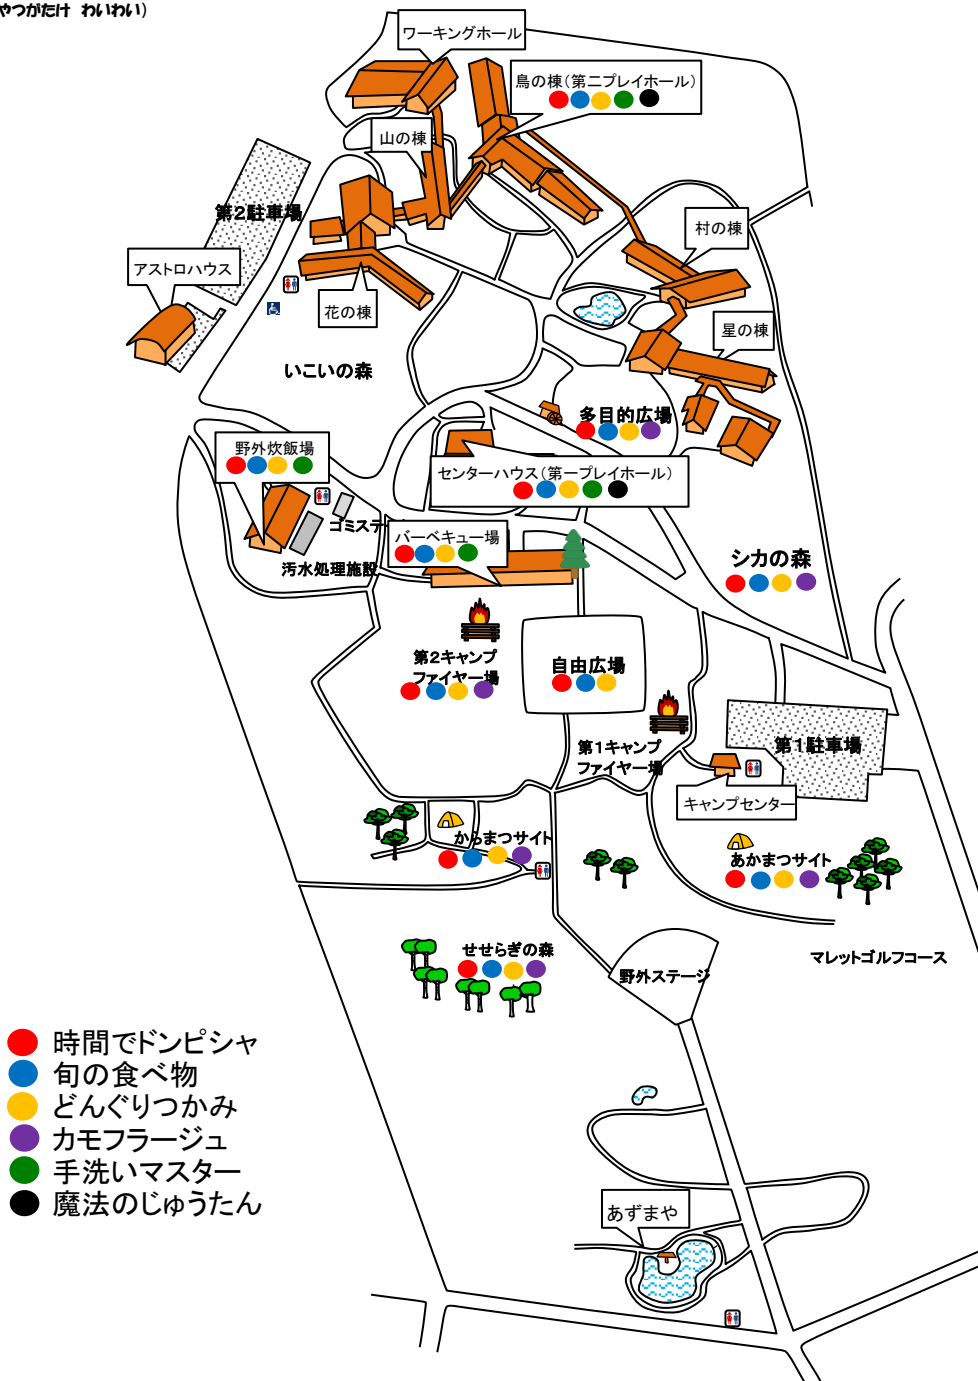 やつがだけ わいわい)
ワーキングホール
鳥の棟(第二プレイホール)
山の棟
第2駐車場
村の棟
アストロハウス
花の棟
星の棟
いこいの森
多目的広場
野外炊飯場
センターハウス(第一プレイホール)
ゴミステ
バーベキュー場
汚水処理施設
シカの森
第2キャンプ
ファイヤー場
自由広場
第1キャンプ
ファイヤー場
第1駐車場
キャンプセンター
からまつサイト
あかまつサイト
せせらぎの森
野外ステージ
マレットゴルフコース
時間でドンピシャ
旬の食べ物
どんぐりつかみ
カモフラージュ
手洗いマスター
魔法のじゅうたん
あずまや